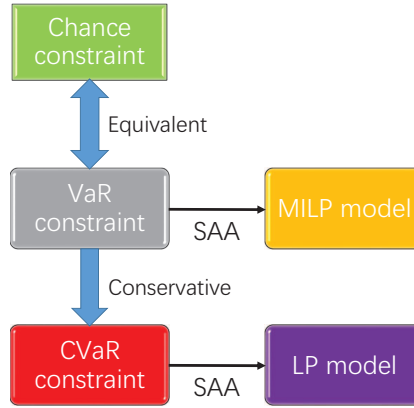 Chance
constraint
Equivalent
VaR
constraint
SAA
MILP model
Conservative
CVaR
constraint
SAA
LP model